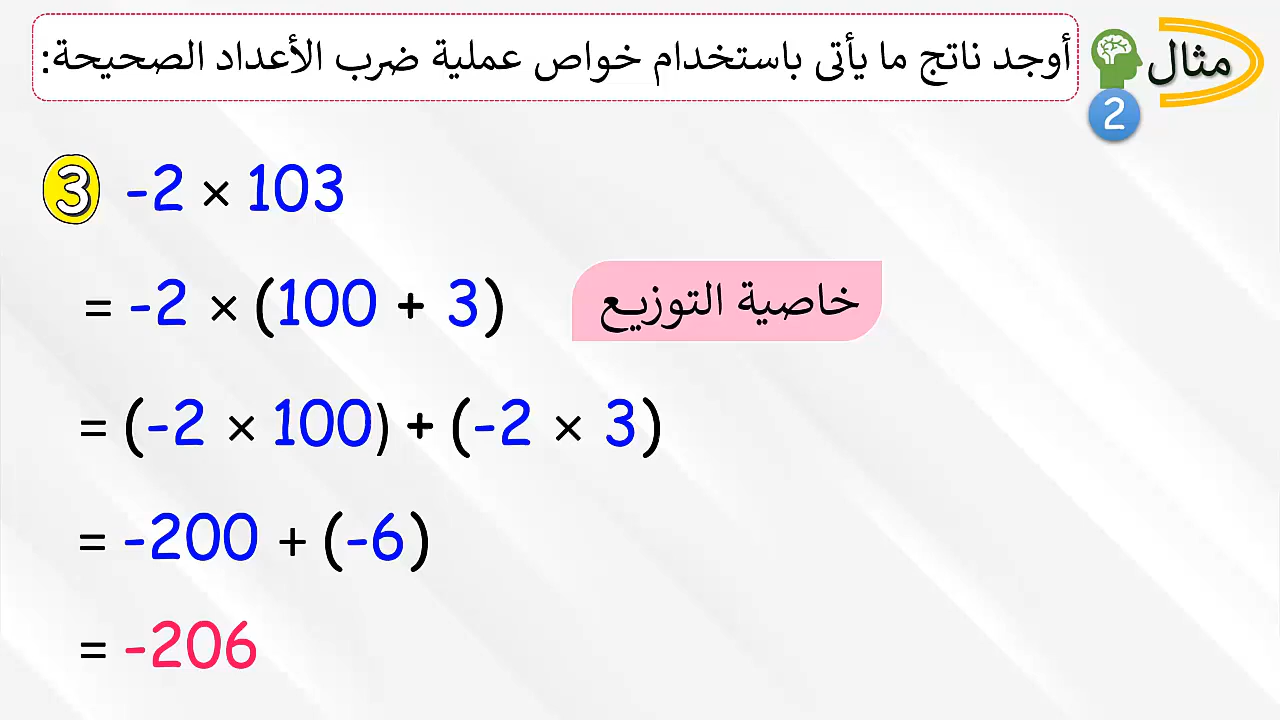 مثال 2
أوجد ناتج ما يأتى باستخدام خواص عملية ضرب الأعداد الصحيحة:
3 -2 × 103
= -2 × (100 + 3) خاصية التوزيع
= (-2 × 100) + (-2 × 3)
= -200 + (-6)
= -206